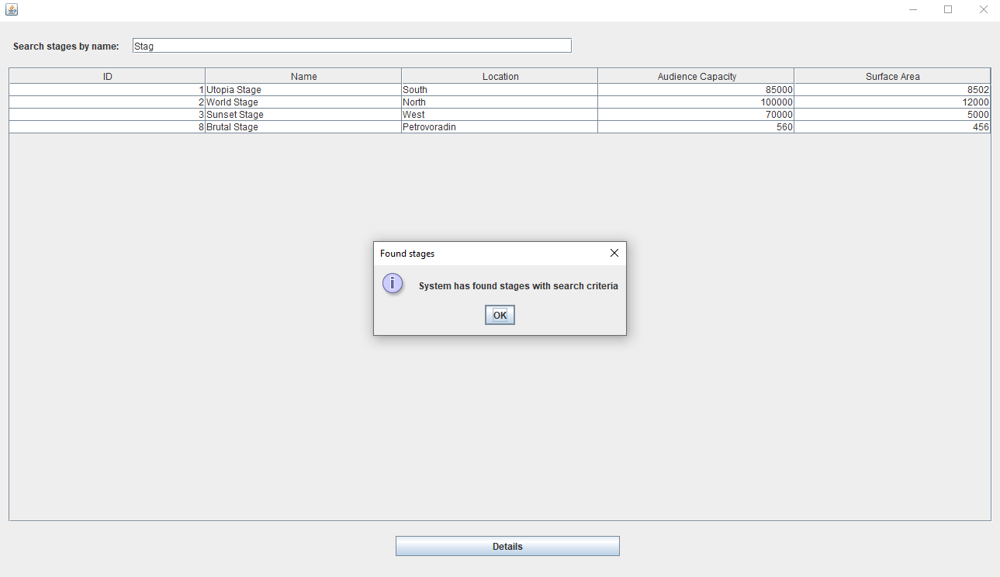 Search stages by name: Stag
ID Name Location Audience Capacity Surface Area
1 Utopia Stage South 85000 8502
2 World Stage North 100000 12000
3 Sunset Stage West 70000 5000
8 Brutal Stage Petrovoradin 560 456
Found stages
System has found stages with search criteria
OK
Details